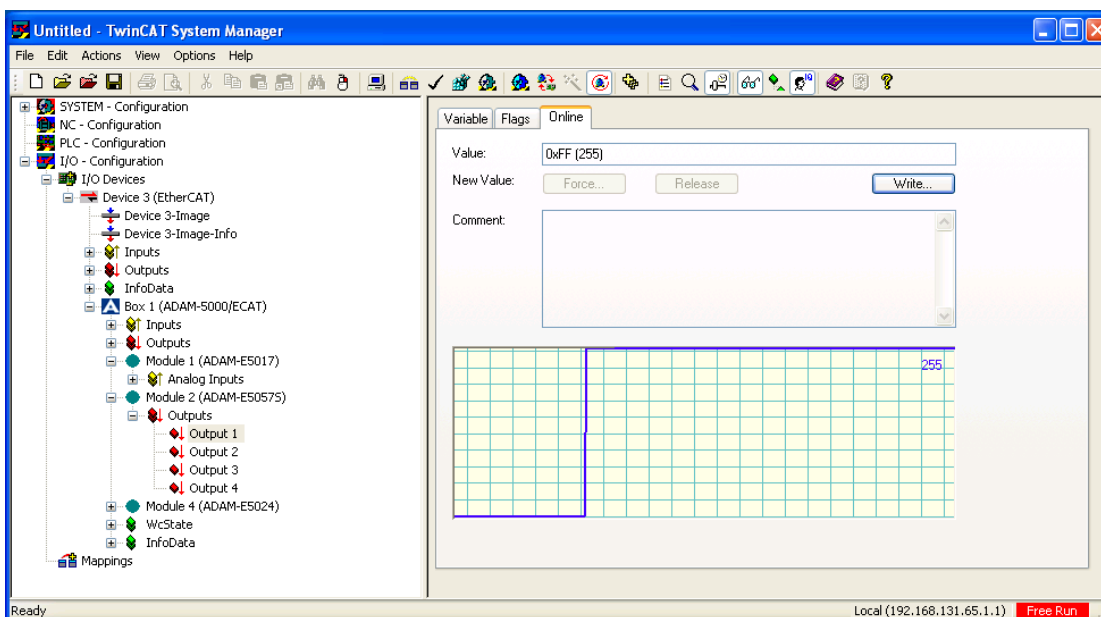 Untitled - TwinCAT System Manager
File Edit Actions View Options Help
SYSTEM - Configuration
NC - Configuration
PLC - Configuration
I/O - Configuration
I/O Devices
Device 3 (EtherCAT)
Device 3-Image
Device 3-Image-Info
Inputs
Outputs
InfoData
Box 1 (ADAM-5000/ECAT)
Inputs
Outputs
Module 1 (ADAM-E5017)
Analog Inputs
Module 2 (ADAM-E5057S)
Outputs
Output 1
Output 2
Output 3
Output 4
Module 4 (ADAM-E5024)
WcState
InfoData
Mappings
Variable Flags Online
Value: 0xFF (255)
New Value: Force... Release Write...
Comment:
255
Ready Local (192.168.131.65.1.1) Free Run